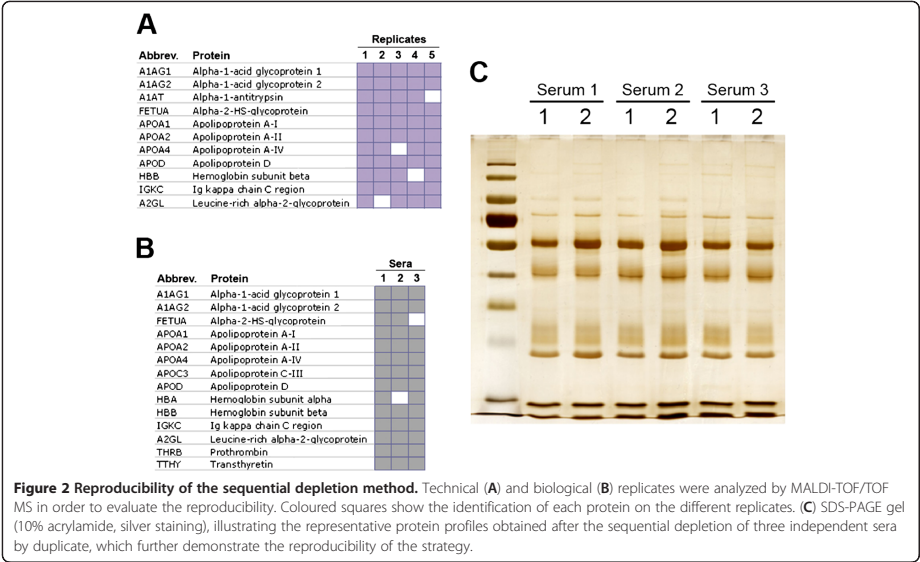 A
Replicates
Abbrev. Protein 1 2 3 4 5
A1AG1 Alpha-1-acid glycoprotein 1
A1AG2 Alpha-1-acid glycoprotein 2
A1AT Alpha-1-antitrypsin
FETUA Alpha-2-HS-glycoprotein
APOA1 Apolipoprotein A-I
APOA2 Apolipoprotein A-II
APOA4 Apolipoprotein A-IV
APOD Apolipoprotein D
HBB Hemoglobin subunit beta
IGKC Ig kappa chain C region
A2GL Leucine-rich alpha-2-glycoprotein
B
Sera
Abbrev. Protein 1 2 3
A1AG1 Alpha-1-acid glycoprotein 1
A1AG2 Alpha-1-acid glycoprotein 2
FETUA Alpha-2-HS-glycoprotein
APOA1 Apolipoprotein A-I
APOA2 Apolipoprotein A-II
APOA4 Apolipoprotein A-IV
APOC3 Apolipoprotein C-III
APOD Apolipoprotein D
HBA Hemoglobin subunit alpha
HBB Hemoglobin subunit beta
IGKC Ig kappa chain C region
A2GL Leucine-rich alpha-2-glycoprotein
THRB Prothrombin
TTHY Transthyretin
C
Serum 1 Serum 2 Serum 3
1 2 1 2 1 2
Figure 2 Reproducibility of the sequential depletion method. Technical (A) and biological (B) replicates were analyzed by MALDI-TOF/TOF
MS in order to evaluate the reproducibility. Coloured squares show the identification of each protein on the different replicates. (C) SDS-PAGE gel
(10% acrylamide, silver staining), illustrating the representative protein profiles obtained after the sequential depletion of three independent sera
by duplicate, which further demonstrate the reproducibility of the strategy.